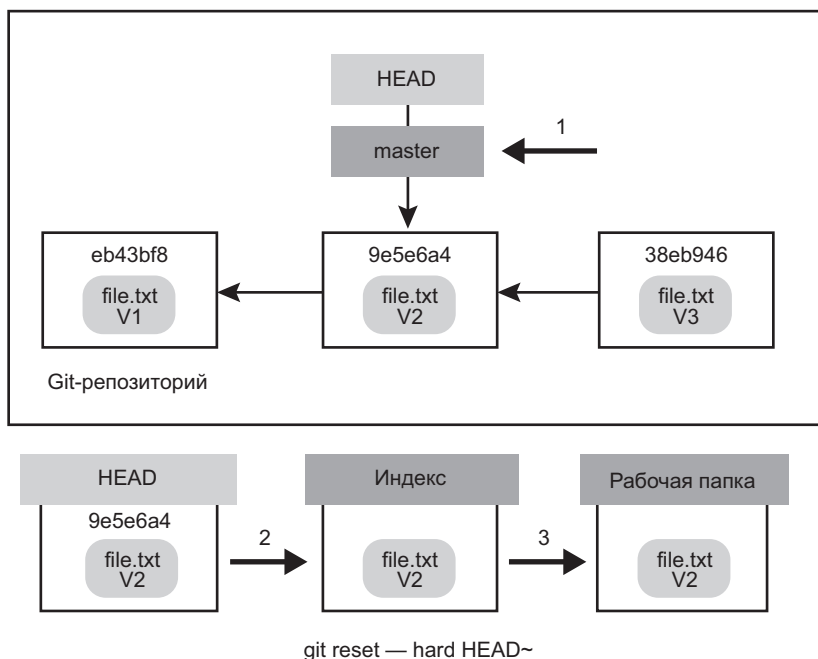 HEAD
1
master
eb43bf8
9e5e6a4
38eb946
file.txt
V1
file.txt
V2
file.txt
V3
Git-репозиторий
HEAD
Индекс
Рабочая папка
9e5e6a4
2
3
file.txt
V2
file.txt
V2
file.txt
V2
git reset — hard HEAD~